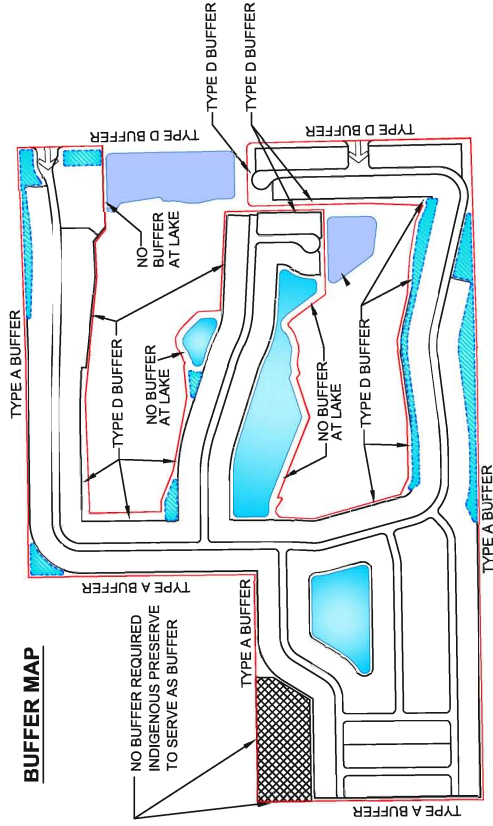 BUFFER MAP
NO BUFFER REQUIRED
INDIGENOUS PRESERVE
TO SERVE AS BUFFER
TYPE A BUFFER
TYPE A BUFFER
TYPE A BUFFER
TYPE A BUFFER
TYPE A BUFFER
TYPE D BUFFER
NO BUFFER
AT LAKE
NO
BUFFER
AT LAKE
TYPE D BUFFER
NO BUFFER
AT LAKE
TYPE D BUFFER
TYPE D BUFFER
TYPE D BUFFER
TYPE D BUFFER